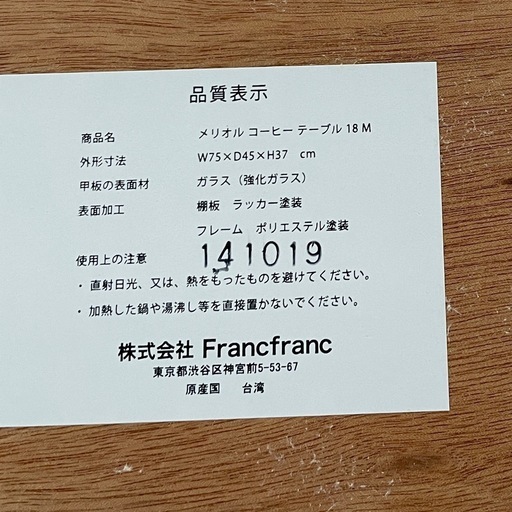 品質表示
商品名 メリオル コーヒー テーブル 18 M
外形寸法 W75×D45×H37 cm
甲板の表面材 ガラス（強化ガラス）
表面加工 棚板 ラッカー塗装
フレーム ポリエステル塗装
使用上の注意 141019
・直射日光、又は、熱をもったものを避けてください。
・加熱した鍋や湯沸し等を直接置かないでください。
株式会社 Francfranc
東京都渋谷区神宮前5-53-67
原産国 台湾